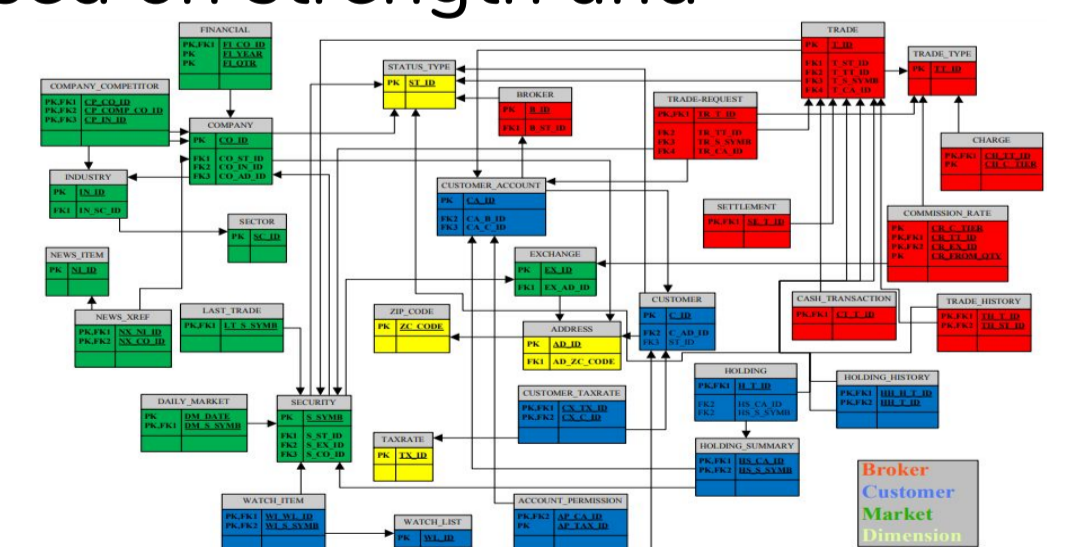 FINANCIAL
PK,FK1 FI_CO_ID
PK FI_YEAR
PK FI_QTR
COMPANY_COMPETITOR
PK,FK1 CP_CO_ID
PK,FK2 CP_COMP_CO_ID
PK,FK3 CP_IN_ID
COMPANY
PK CO_ID
FK1 CO_ST_ID
FK2 CO_IN_ID
FK3 CO_AD_ID
INDUSTRY
PK IN_ID
FK1 IN_SC_ID
SECTOR
PK SC_ID
NEWS_ITEM
PK NI_ID
NEWS_XREF
PK,FK1 NX_NI_ID
PK,FK2 NX_CO_ID
LAST_TRADE
PK,FK1 LT_S_SYMB
DAILY_MARKET
PK DM_DATE
PK,FK1 DM_S_SYMB
SECURITY
PK S_SYMB
FK1 S_ST_ID
FK2 S_EX_ID
FK3 S_CO_ID
WATCH_ITEM
PK,FK1 WI_WL_ID
PK,FK2 WI_S_SYMB
WATCH_LIST
PK WL_ID
STATUS_TYPE
PK ST_ID
BROKER
PK B_ID
FK1 B_ST_ID
CUSTOMER_ACCOUNT
PK CA_ID
FK2 CA_B_ID
FK3 CA_C_ID
EXCHANGE
PK EX_ID
FK1 EX_AD_ID
ZIP_CODE
PK ZC_CODE
ADDRESS
PK AD_ID
FK1 AD_ZC_CODE
CUSTOMER
PK C_ID
FK2 C_AD_ID
FK3 ST_ID
CUSTOMER_TAXRATE
PK,FK1 CX_TX_ID
PK,FK2 CX_C_ID
TAXRATE
PK TX_ID
ACCOUNT_PERMISSION
PK,FK2 AP_CA_ID
PK AP_TAX_ID
TRADE
PK T_ID
FK1 T_ST_ID
FK2 T_TT_ID
FK3 T_S_SYMB
FK4 T_CA_ID
TRADE_TYPE
PK TT_ID
TRADE-REQUEST
PK,FK1 TR_T_ID
FK2 TR_TT_ID
FK3 TR_S_SYMB
FK4 TR_CA_ID
CHARGE
PK,FK1 CH_TT_ID
PK CH_C_TIER
SETTLEMENT
PK,FK1 SE_T_ID
COMMISSION_RATE
PK CR_C_TIER
PK,FK1 CR_TT_ID
PK,FK2 CR_EX_ID
PK CR_FROM_QTY
CASH_TRANSACTION
PK,FK1 CT_T_ID
TRADE_HISTORY
PK,FK1 TH_T_ID
PK,FK2 TH_ST_ID
HOLDING
PK,FK1 H_T_ID
FK2 HS_CA_ID
FK2 HS_S_SYMB
HOLDING_HISTORY
PK,FK1 HH_H_T_ID
PK,FK2 HH_T_ID
HOLDING_SUMMARY
PK,FK1 HS_CA_ID
PK,FK2 HS_S_SYMB
Broker
Customer
Market
Dimension